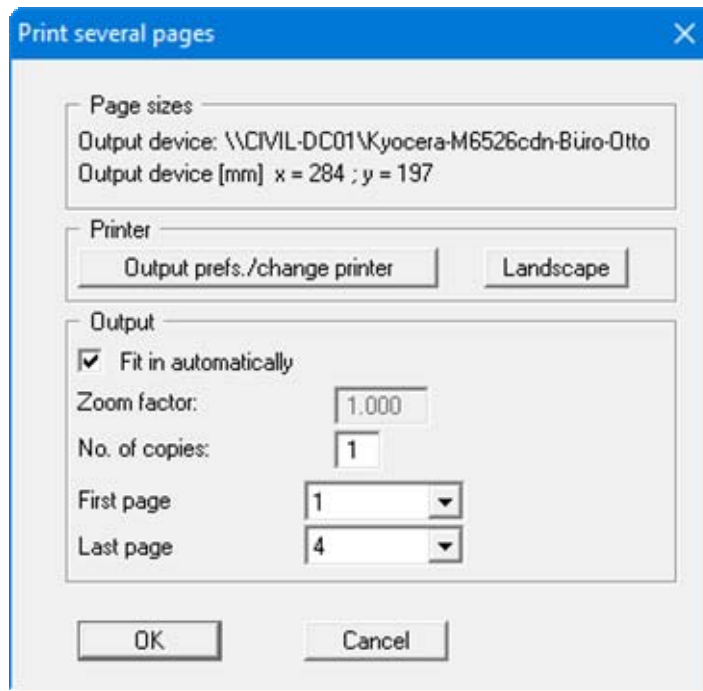 Print several pages
Page sizes
Output device: \\CIVIL-DC01\Kyocera-M6526cdn-Büro-Otto
Output device [mm] x = 284 ; y = 197
Printer
Output prefs./change printer Landscape
Output
Fit in automatically
Zoom factor: 1.000
No. of copies: 1
First page 1
Last page 4
OK Cancel